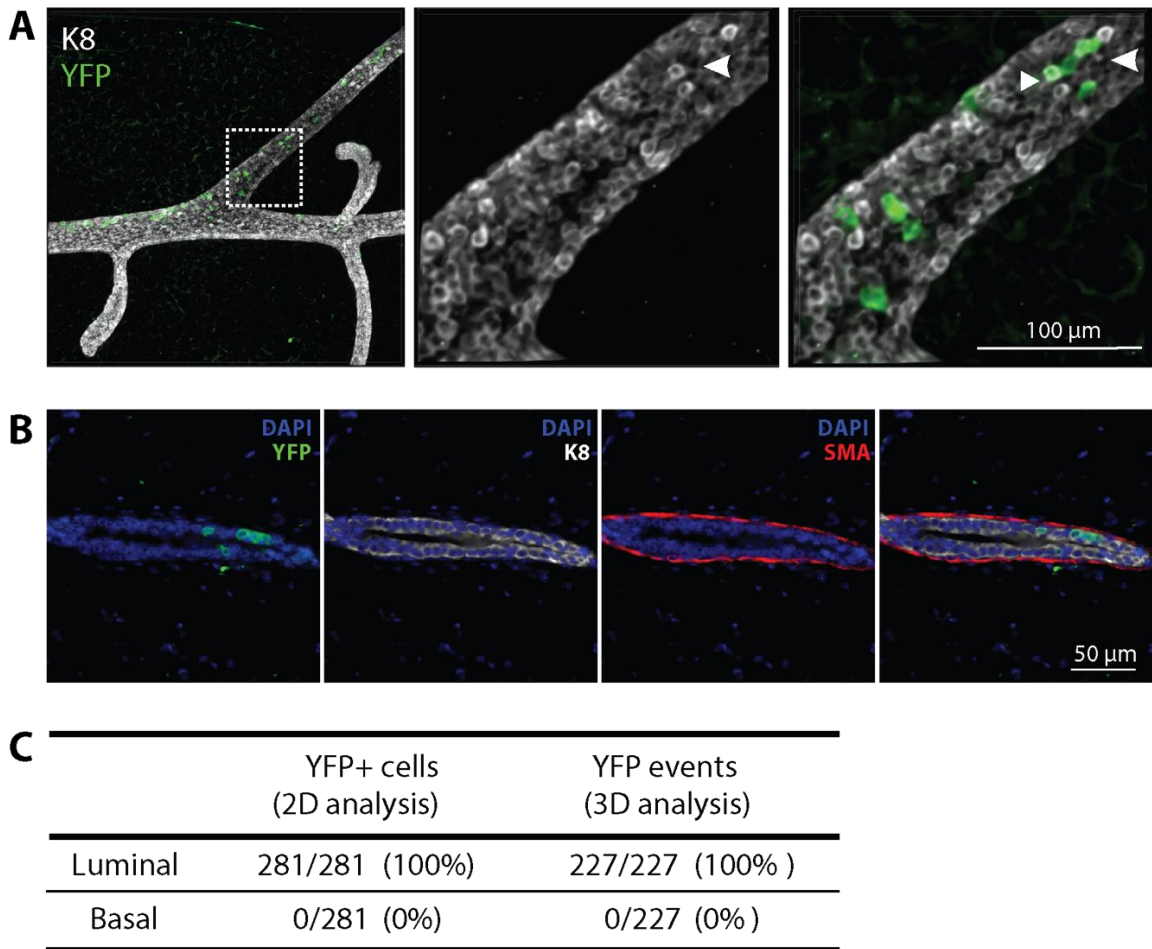 A
K8
YFP
100 µm
B
DAPI
YFP
DAPI
K8
DAPI
SMA
50 µm
C
YFP+ cells YFP events
(2D analysis) (3D analysis)
Luminal 281/281 (100%) 227/227 (100% )
Basal 0/281 (0%) 0/227 (0% )